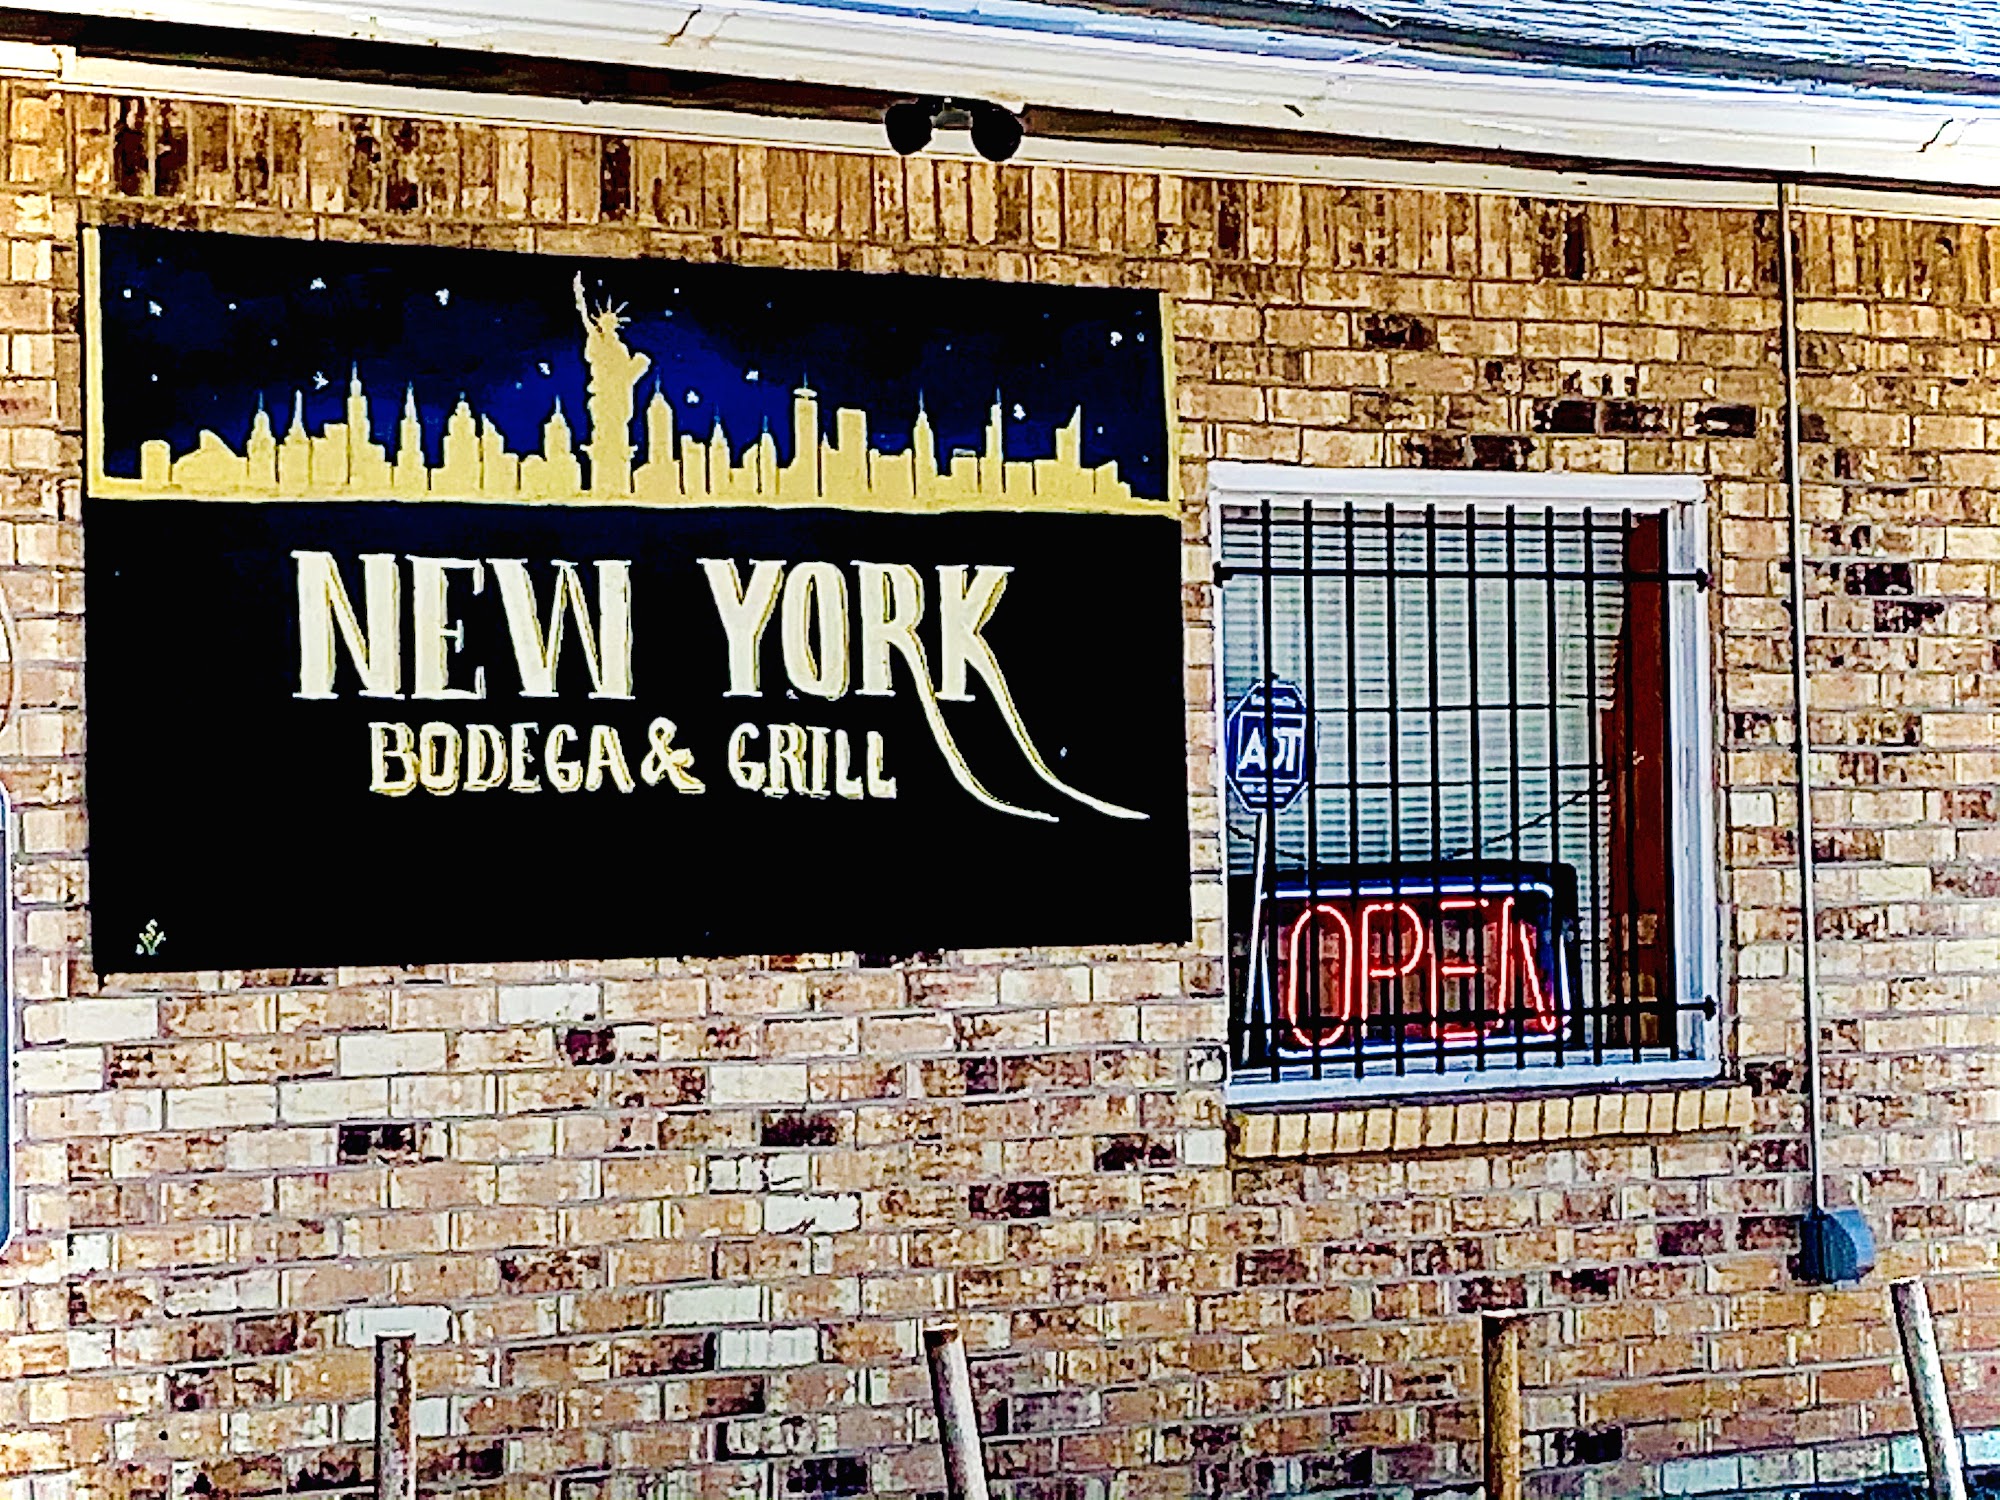 NEW YORK
BODEGA & GRILL
ADT
OPEN